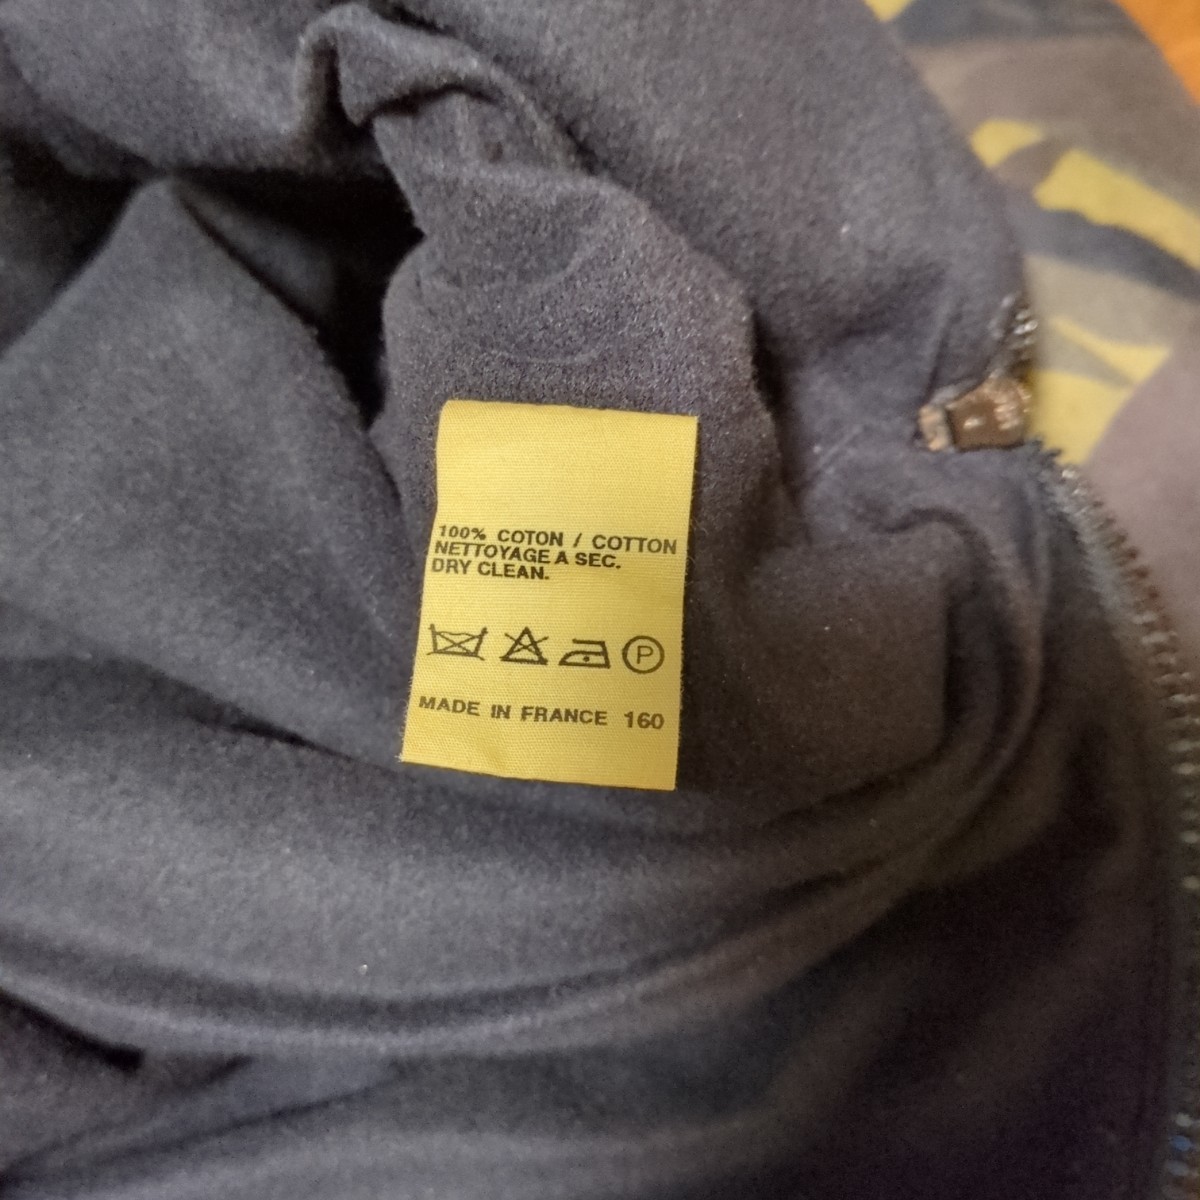 100% COTON / COTTON
NETTOYAGE A SEC.
DRY CLEAN.
P
MADE IN FRANCE 160